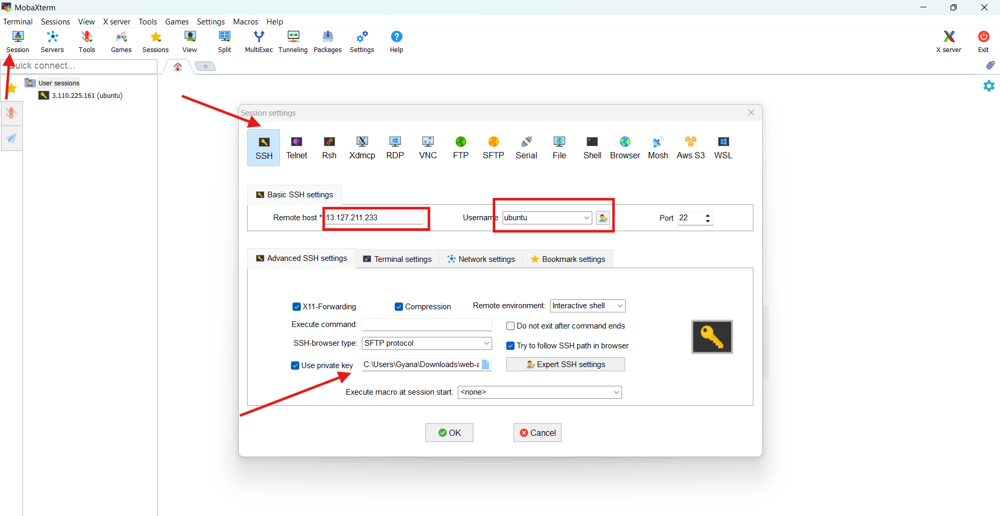 MobaXterm
Terminal Sessions View X server Tools Games Settings Macros Help
Session Servers Tools Games Sessions View Split MultiExec Tunneling Packages Settings Help X server Exit
Quick connect...
User sessions
3.110.225.161 (ubuntu)
Session settings
SSH Telnet Rsh Xdmcp RDP VNC FTP SFTP Serial File Shell Browser Mosh Aws S3 WSL
Basic SSH settings
Remote host * 13.127.211.233 Username ubuntu Port 22
Advanced SSH settings Terminal settings Network settings Bookmark settings
X11-Forwarding Compression Remote environment: Interactive shell
Execute command: Do not exit after command ends
SSH-browser type: SFTP protocol Try to follow SSH path in browser
Use private key C:\Users\Gyana\Downloads\web-a Expert SSH settings
Execute macro at session start: <none>
OK Cancel